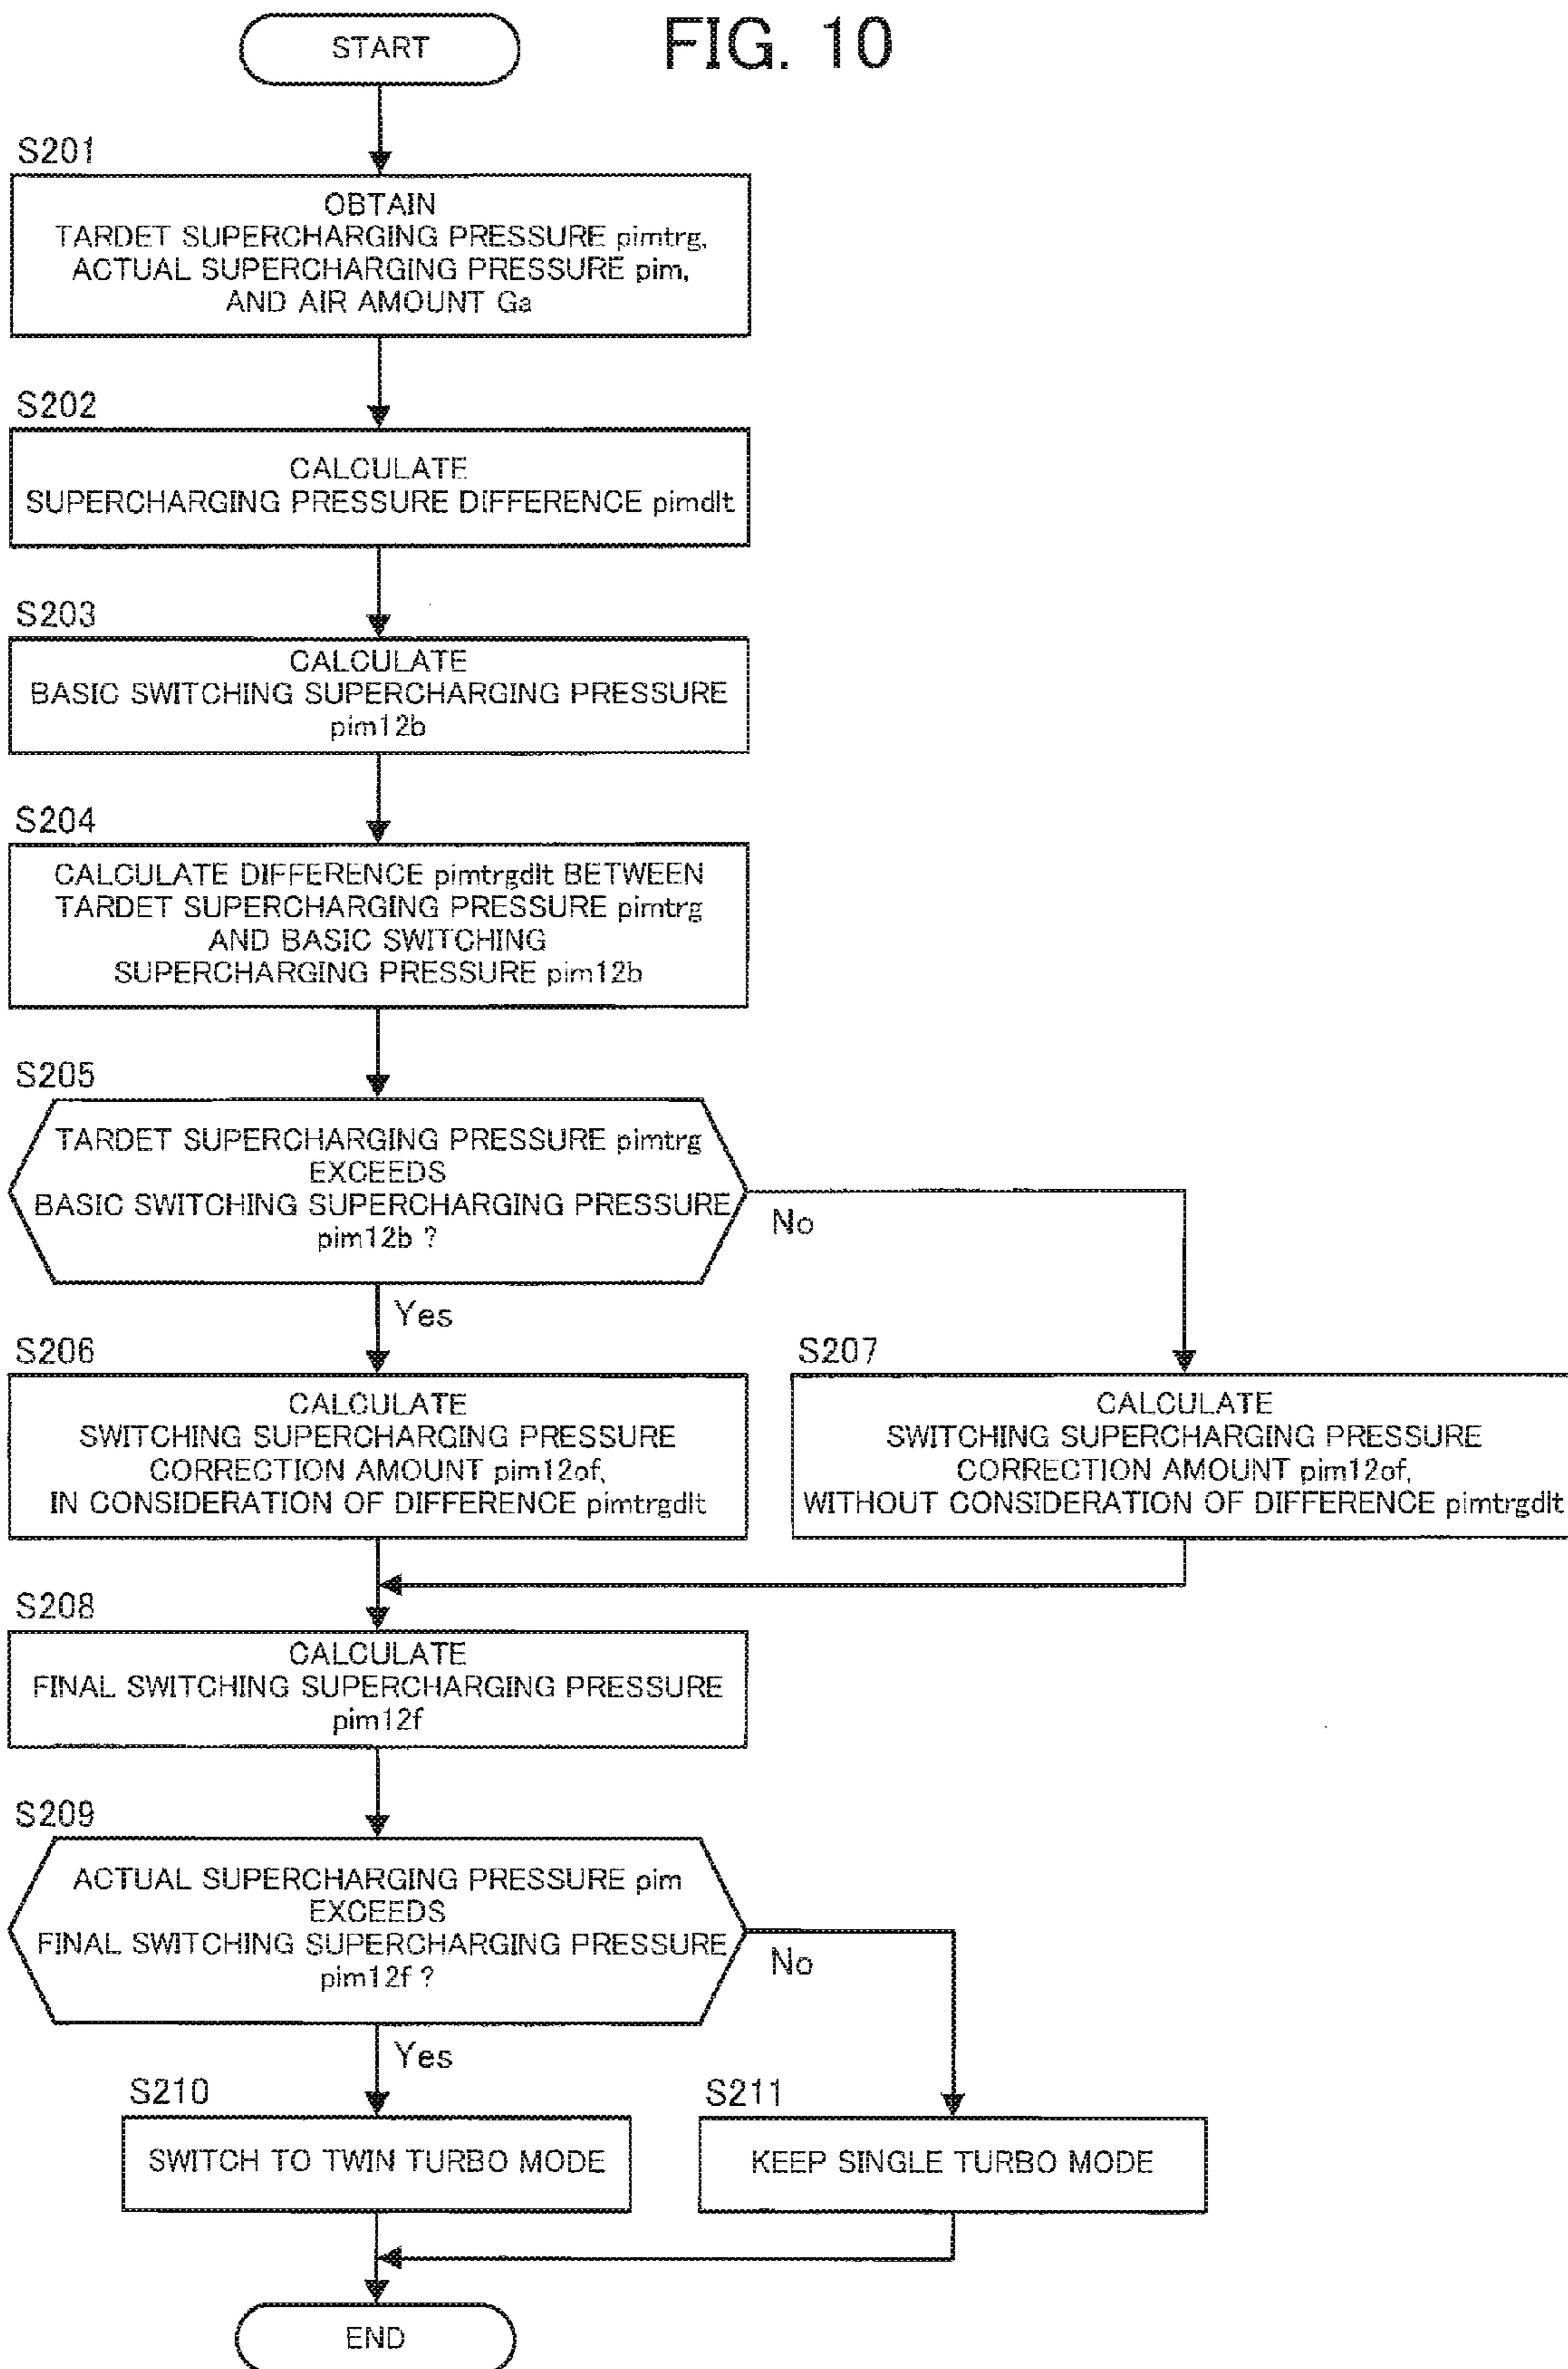 FIG. 10
START
S201
OBTAIN
TARDET SUPERCHARGING PRESSURE pimtrg,
ACTUAL SUPERCHARGING PRESSURE pim,
AND AIR AMOUNT Ga
S202
CALCULATE
SUPERCHARGING PRESSURE DIFFERENCE pimdlt
S203
CALCULATE
BASIC SWITCHING SUPERCHARGING PRESSURE
pim12b
S204
CALCULATE DIFFERENCE pimtrgdlt BETWEEN
TARDET SUPERCHARGING PRESSURE pimtrg
AND BASIC SWITCHING
SUPERCHARGING PRESSURE pim12b
S205
TARDET SUPERCHARGING PRESSURE pimtrg
EXCEEDS
BASIC SWITCHING SUPERCHARGING PRESSURE
pim12b ?
No
Yes
S206
CALCULATE
SWITCHING SUPERCHARGING PRESSURE
CORRECTION AMOUNT pim12of,
IN CONSIDERATION OF DIFFERENCE pimtrgdlt
S207
CALCULATE
SWITCHING SUPERCHARGING PRESSURE
CORRECTION AMOUNT pim12of,
WITHOUT CONSIDERATION OF DIFFERENCE pimtrgdlt
S208
CALCULATE
FINAL SWITCHING SUPERCHARGING PRESSURE
pim12f
S209
ACTUAL SUPERCHARGING PRESSURE pim
EXCEEDS
FINAL SWITCHING SUPERCHARGING PRESSURE
pim12f ?
No
Yes
S210
SWITCH TO TWIN TURBO MODE
S211
KEEP SINGLE TURBO MODE
END